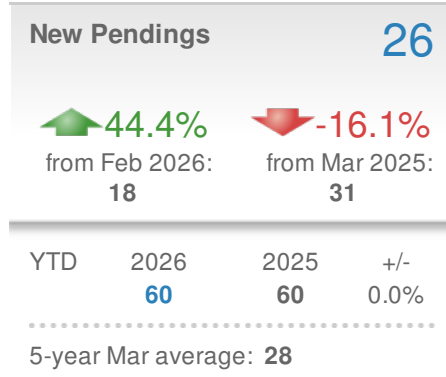 New Pendings 26
44.4% -16.1%
from Feb 2026: from Mar 2025:
18 31
YTD 2026 2025 +/-
60 60 0.0%
5-year Mar average: 28